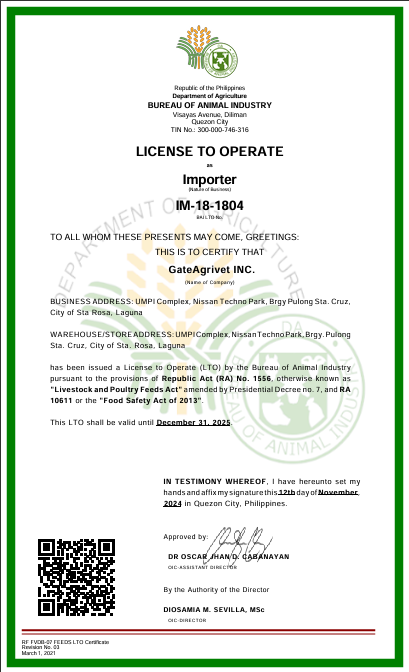 Republic of the Philippines
Department of Agriculture
BUREAU OF ANIMAL INDUSTRY
Visayas Avenue, Diliman
Quezon City
TIN No.: 300-000-746-316
LICENSE TO OPERATE
as
Importer
(Nature of Business)
IM-18-1804
BAI LTO No.
TO ALL WHOM THESE PRESENTS MAY COME, GREETINGS:
THIS IS TO CERTIFY THAT
GateAgrivet INC.
(Name of Company)
BUSINESS ADDRESS: UMPI Complex, Nissan Techno Park, Brgy Pulong Sta. Cruz,
City of Sta Rosa, Laguna
WAREHOUSE/STORE ADDRESS: UMPI Complex, Nissan Techno Park, Brgy. Pulong
Sta. Cruz, City of Sta. Rosa, Laguna
has been issued a License to Operate (LTO) by the Bureau of Animal Industry
pursuant to the provisions of Republic Act (RA) No. 1556, otherwise known as
"Livestock and Poultry Feeds Act" amended by Presidential Decree no. 7, and RA
10611 or the "Food Safety Act of 2013".
This LTO shall be valid until December 31, 2025.
IN TESTIMONY WHEREOF, I have hereunto set my
hands and affix my signature this 12th day of November,
2024 in Quezon City, Philippines.
Approved by:
DR OSCAR JHAN D. CABANAYAN
OIC-ASSISTANT DIRECTOR
By the Authority of the Director
DIOSAMIA M. SEVILLA, MSc
OIC-DIRECTOR
RF FVDB-07 FEEDS LTO Certificate
Revision No. 03
March 1, 2021
DEPARTMENT OF AGRICULTURE
BUREAU OF ANIMAL INDUS